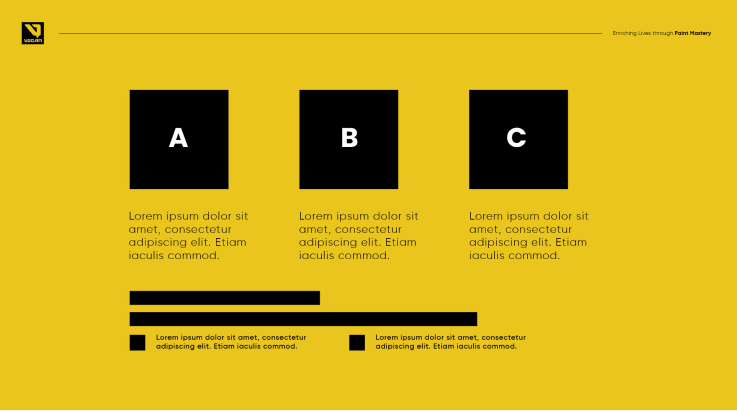 VEGAN
Enriching Lives through Paint Mastery
A
B
C
Lorem ipsum dolor sit
amet, consectetur
adipiscing elit. Etiam
iaculis commod.
Lorem ipsum dolor sit
amet, consectetur
adipiscing elit. Etiam
iaculis commod.
Lorem ipsum dolor sit
amet, consectetur
adipiscing elit. Etiam
iaculis commod.
Lorem ipsum dolor sit amet, consectetur
adipiscing elit. Etiam iaculis commod.
Lorem ipsum dolor sit amet, consectetur
adipiscing elit. Etiam iaculis commod.